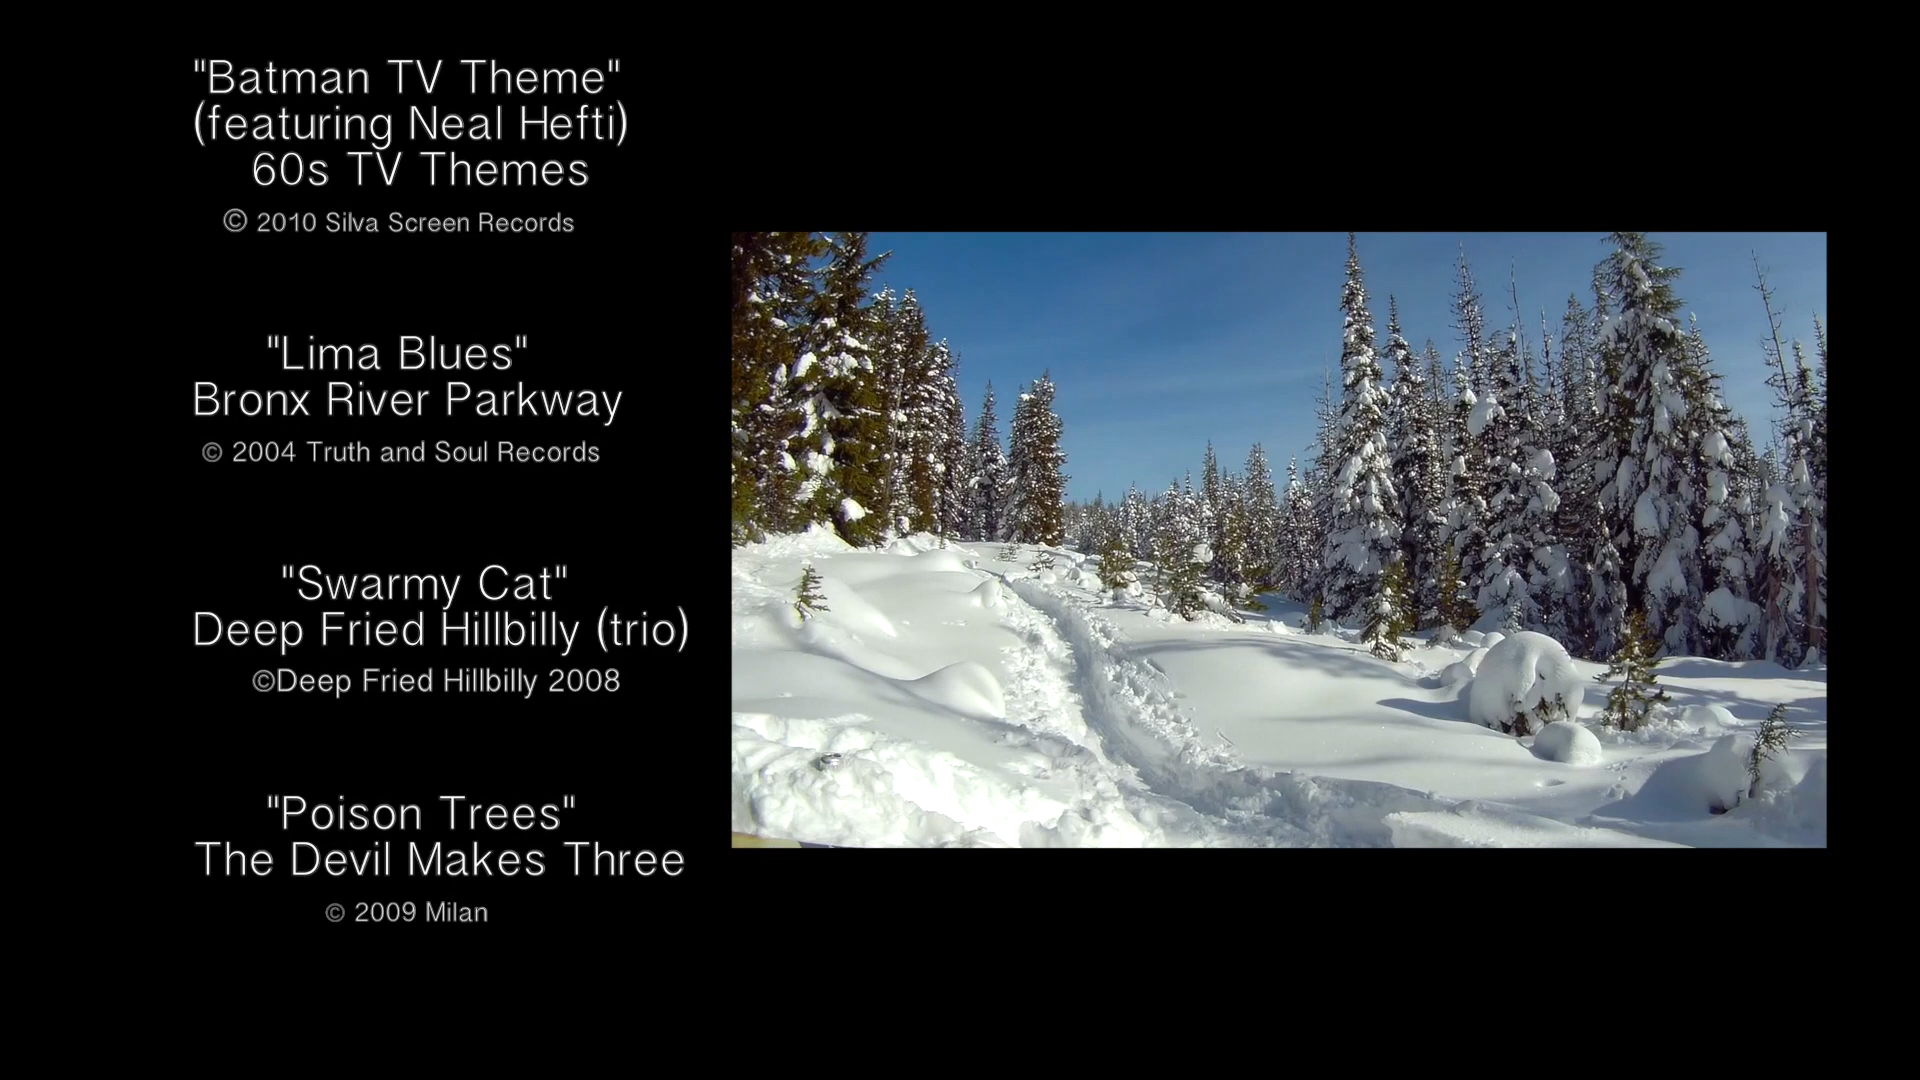 "Batman TV Theme"
(featuring Neal Hefti)
60s TV Themes
© 2010 Silva Screen Records
"Lima Blues"
Bronx River Parkway
© 2004 Truth and Soul Records
"Swarmy Cat"
Deep Fried Hillbilly (trio)
©Deep Fried Hillbilly 2008
"Poison Trees"
The Devil Makes Three
© 2009 Milan